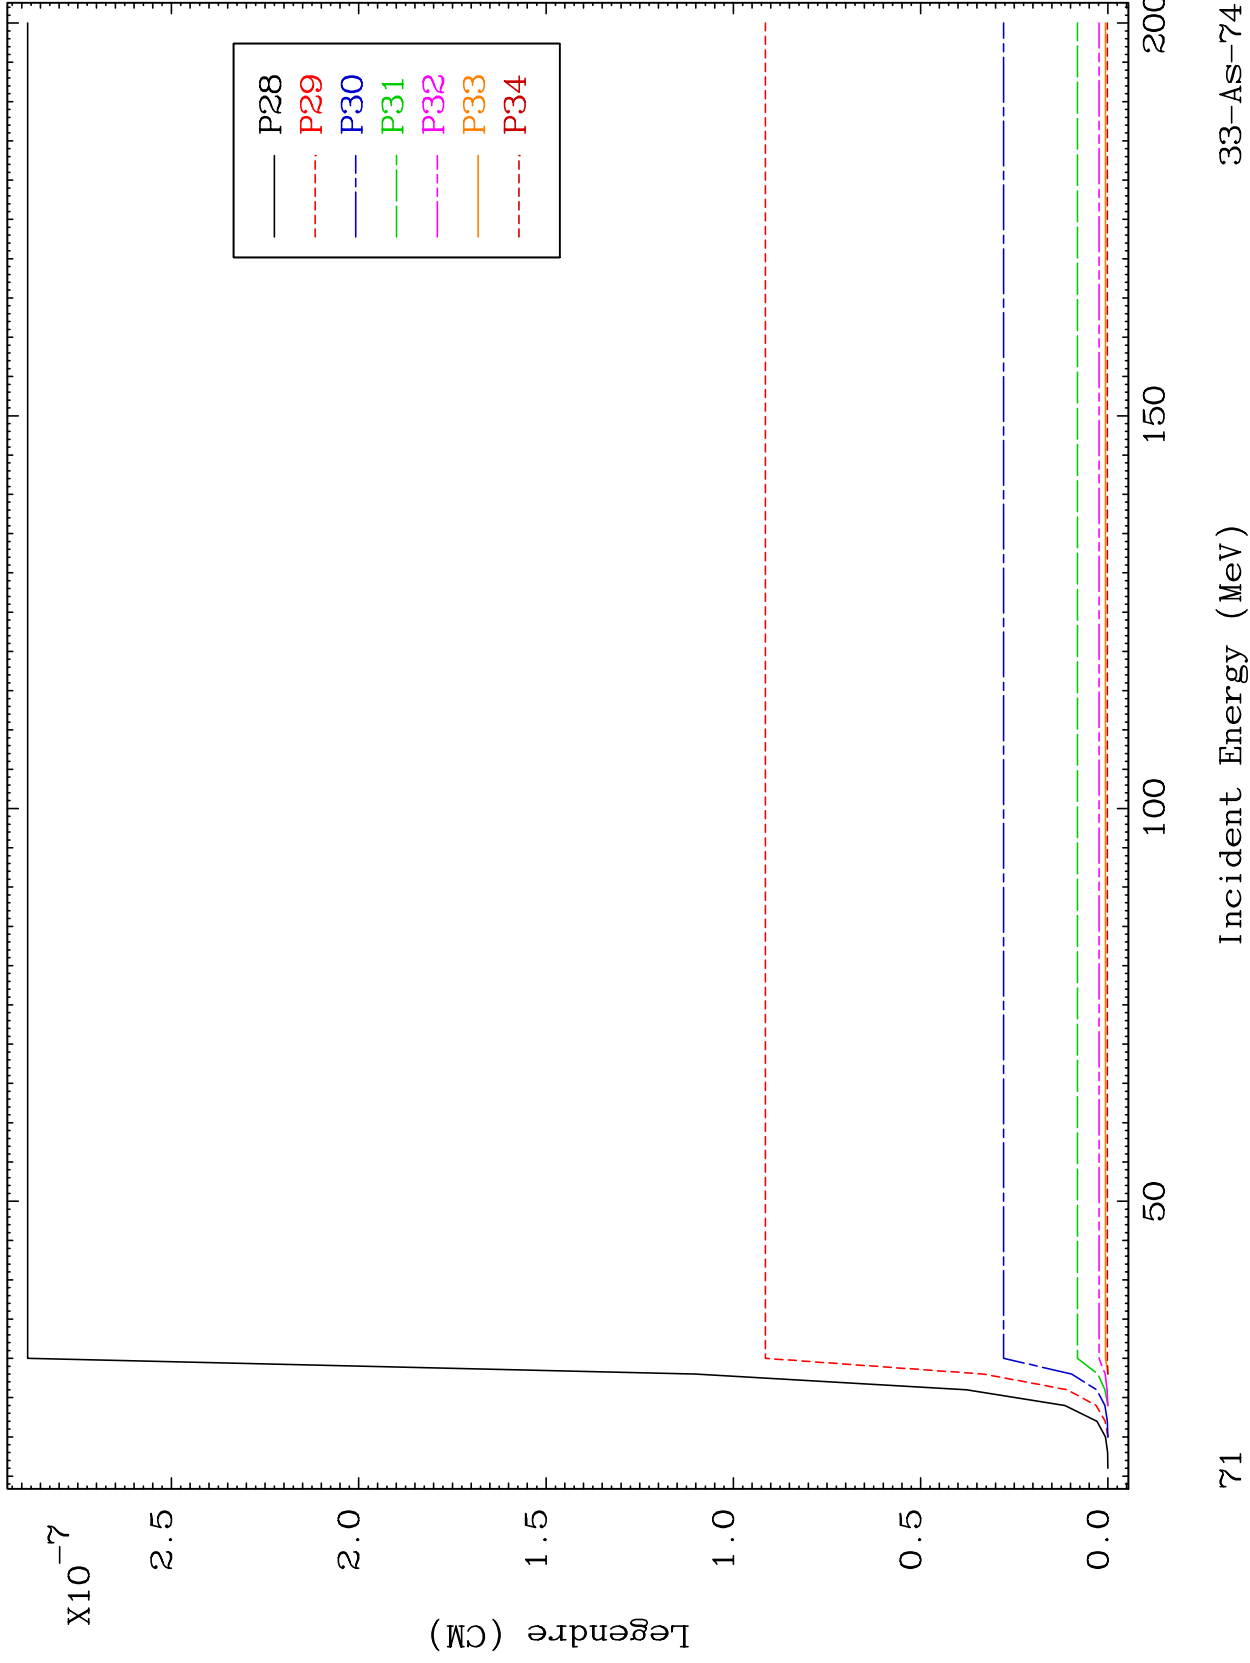 X10-7
2.5
2.0
1.5
1.0
0.5
0.0
Legendre (CM)
P28
P29
P30
P31
P32
P33
P34
50
100
150
200
Incident Energy (MeV)
71
33-As-74